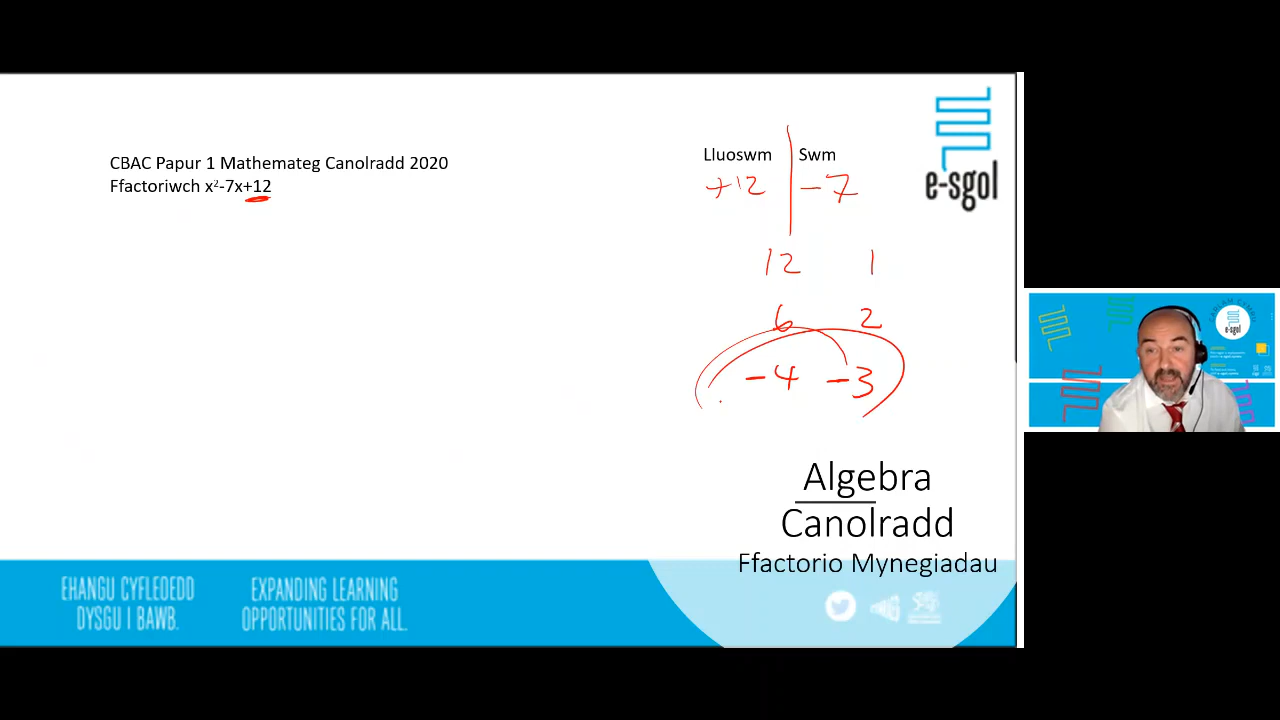 CBAC Papur 1 Mathemateg Canolradd 2020
Ffactoriwch x²-7x+12
Lluoswm Swm
+12 -7
12 1
6 2
-4 -3
e-sgol
Algebra
Canolradd
Ffactorio Mynegiadau
EHANGU CYFLEOEDD
DYSGU I BAWB.
EXPANDING LEARNING
OPPORTUNITIES FOR ALL.
e-sgol